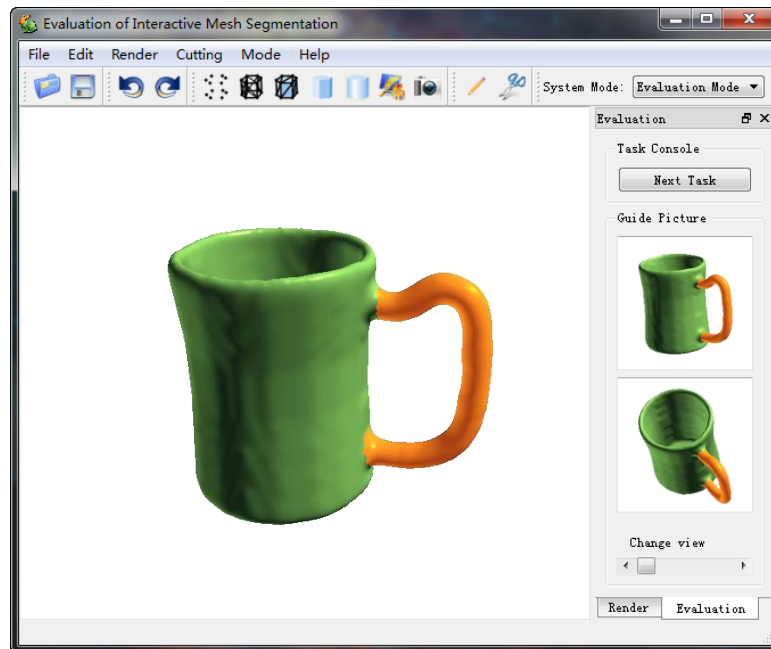 Evaluation of Interactive Mesh Segmentation
File Edit Render Cutting Mode Help
System Mode: Evaluation Mode
Evaluation
Task Console
Next Task
Guide Picture
Change view
Render Evaluation